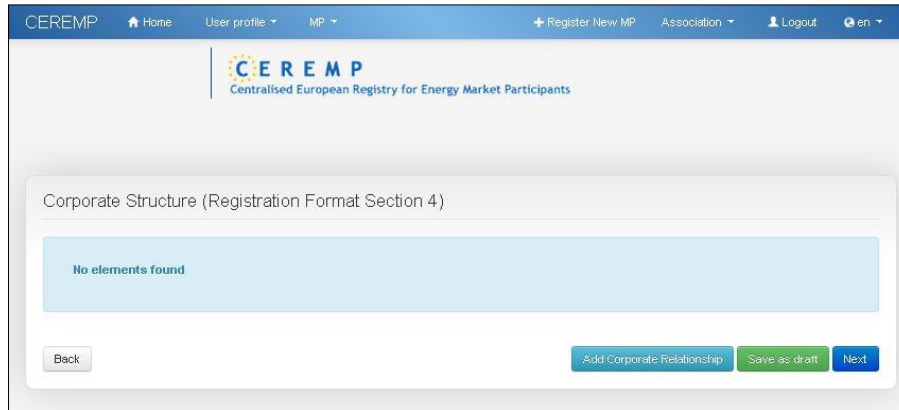 CEREMP Home User profile MP Register New MP Association Logout en
CEREMP
Centralised European Registry for Energy Market Participants
Corporate Structure (Registration Format Section 4)
No elements found
Back Add Corporate Relationship Save as draft Next